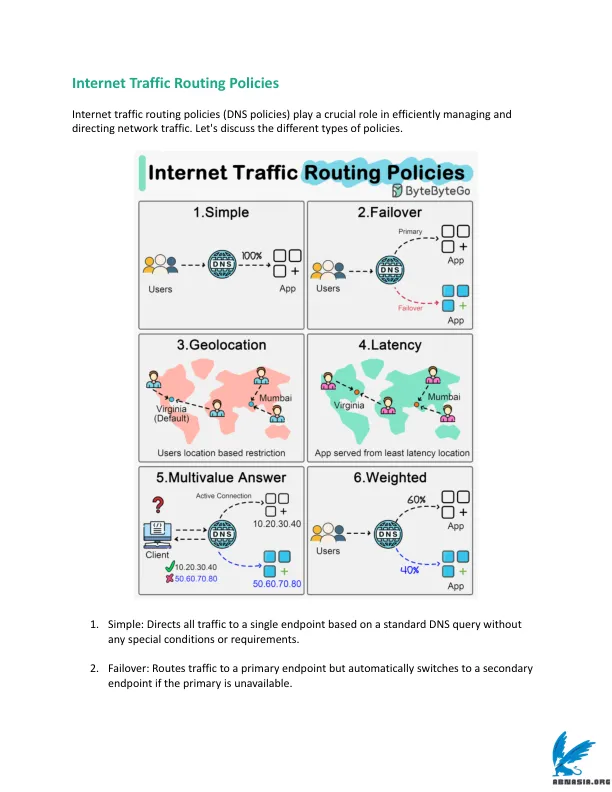 Internet Traffic Routing Policies
Internet traffic routing policies (DNS policies) play a crucial role in efficiently managing and
directing network traffic. Let's discuss the different types of policies.
Internet Traffic Routing Policies
ByteByteGo
1.Simple
Users
DNS
100%
App
2.Failover
Users
DNS
Primary
App
Failover
App
3.Geolocation
Virginia
(Default)
Mumbai
Users location based restriction
4.Latency
Virginia
Mumbai
App served from least latency location
5.Multivalue Answer
Active Connection
?
Client
DNS
10.20.30.40
10.20.30.40
50.60.70.80
50.60.70.80
6.Weighted
Users
DNS
60%
App
40%
App
1. Simple: Directs all traffic to a single endpoint based on a standard DNS query without
any special conditions or requirements.
2. Failover: Routes traffic to a primary endpoint but automatically switches to a secondary
endpoint if the primary is unavailable.
ABNASIA.ORG